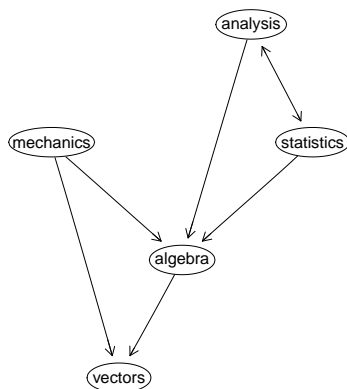 analysis
mechanics
statistics
algebra
vectors